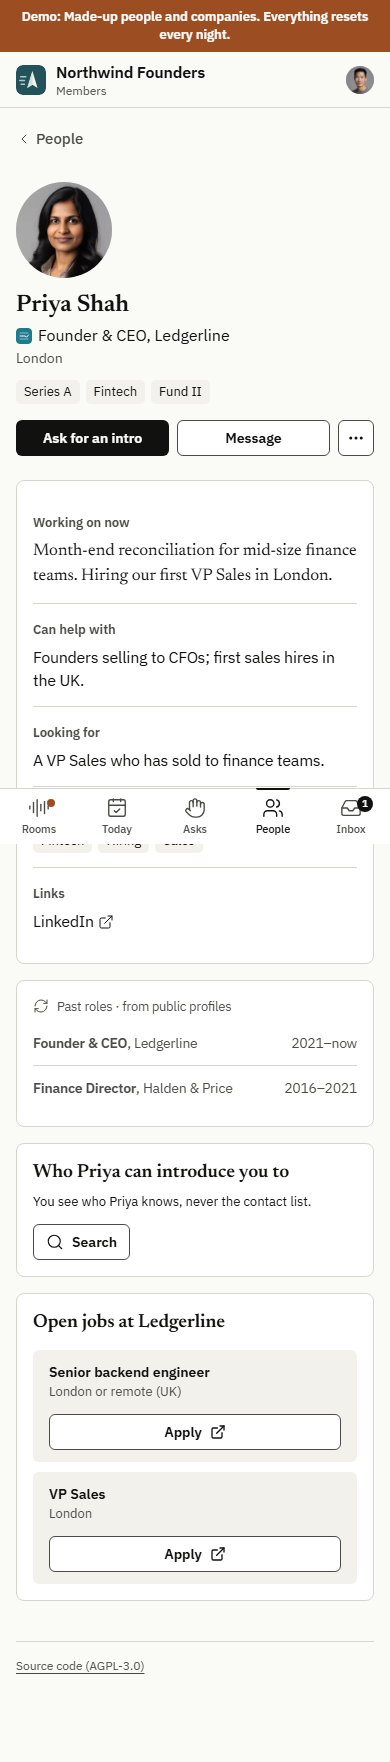 Demo: Made-up people and companies. Everything resets
every night.
Northwind Founders
Members
People
Priya Shah
Founder & CEO, Ledgerline
London
Series A Fintech Fund II
Ask for an intro Message
Working on now
Month-end reconciliation for mid-size finance
teams. Hiring our first VP Sales in London.
Can help with
Founders selling to CFOs; first sales hires in
the UK.
Looking for
A VP Sales who has sold to finance teams.
Rooms Today Asks People Inbox 1
Fintech Hiring Sales
Links
LinkedIn
Past roles · from public profiles
Founder & CEO, Ledgerline 2021–now
Finance Director, Halden & Price 2016–2021
Who Priya can introduce you to
You see who Priya knows, never the contact list.
Search
Open jobs at Ledgerline
Senior backend engineer
London or remote (UK)
Apply
VP Sales
London
Apply
Source code (AGPL-3.0)